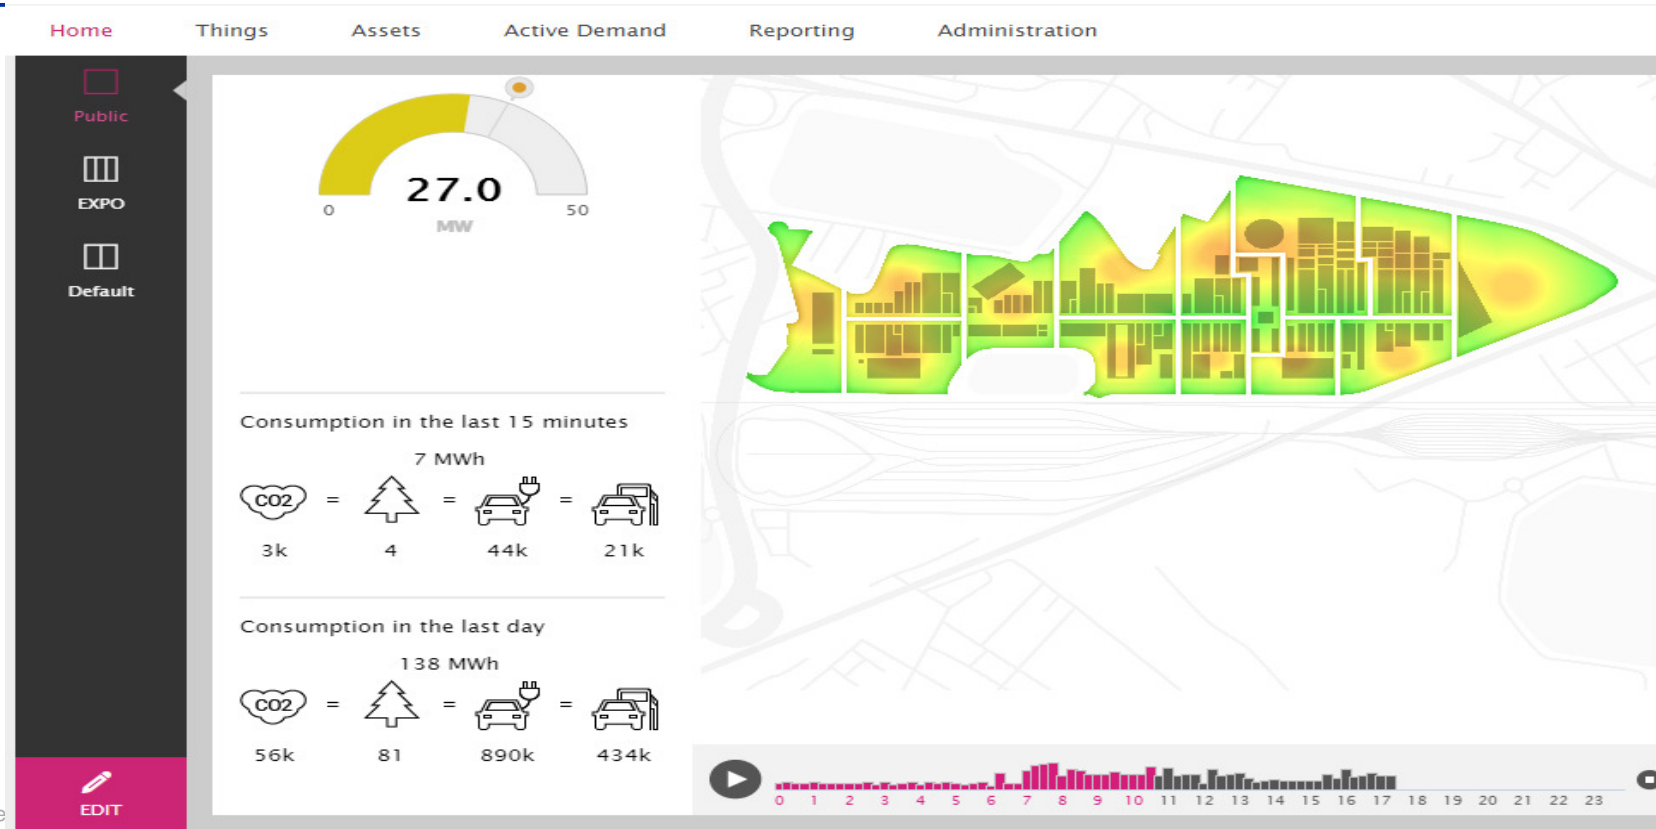 Home Things Assets Active Demand Reporting Administration
Public
EXPO
Default
EDIT
27.0
0 50
MW
Consumption in the last 15 minutes
7 MWh
CO2 = = =
3k 4 44k 21k
Consumption in the last day
138 MWh
CO2 = = =
56k 81 890k 434k
0 1 2 3 4 5 6 7 8 9 10 11 12 13 14 15 16 17 18 19 20 21 22 23